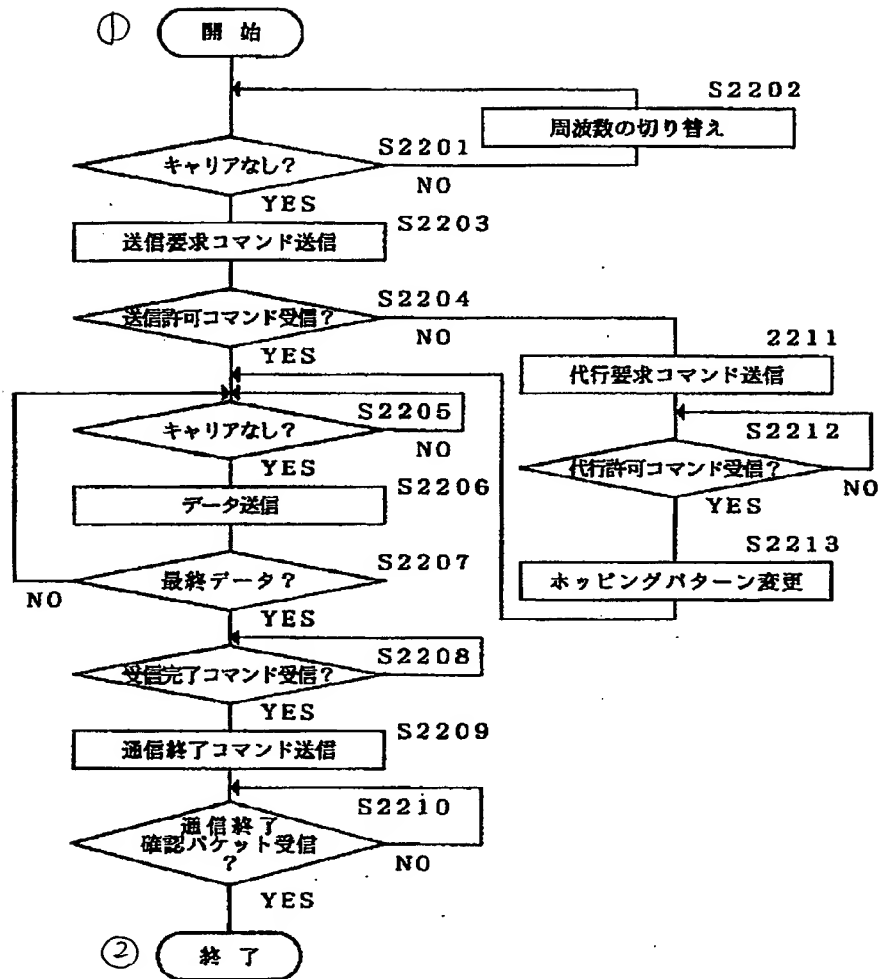 ①
開始
S2202
周波数の切り替え
S2201
キャリアなし?
NO
YES
S2203
送信要求コマンド送信
S2204
送信許可コマンド受信?
NO
YES
2211
代行要求コマンド送信
S2205
キャリアなし?
NO
YES
S2212
代行許可コマンド受信?
NO
YES
S2206
データ送信
S2213
ホッピングパターン変更
S2207
最終データ?
NO
YES
S2208
受信完了コマンド受信?
YES
S2209
通信終了コマンド送信
S2210
通信終了
確認パケット受信
?
NO
YES
②
終了